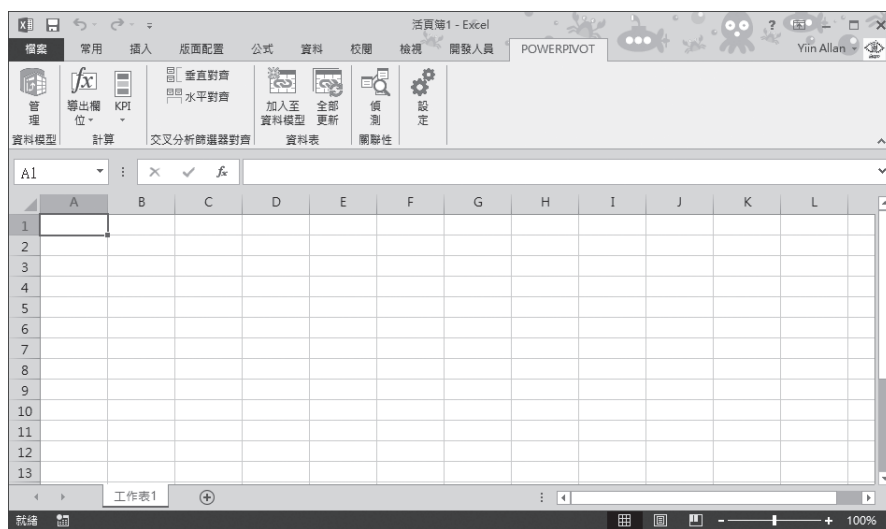 活頁簿1 - Excel
?
檔案 常用 插入 版面配置 公式 資料 校閱 檢視 開發人員 POWERPIVOT Yiin Allan
管理
資料模型
fx
導出欄位
KPI
計算
垂直對齊
水平對齊
交叉分析篩選器對齊
加入至資料模型
全部更新
資料表
偵測
關聯性
設定
A1 fx
A B C D E F G H I J K L
1
2
3
4
5
6
7
8
9
10
11
12
13
工作表1
就緒 100%